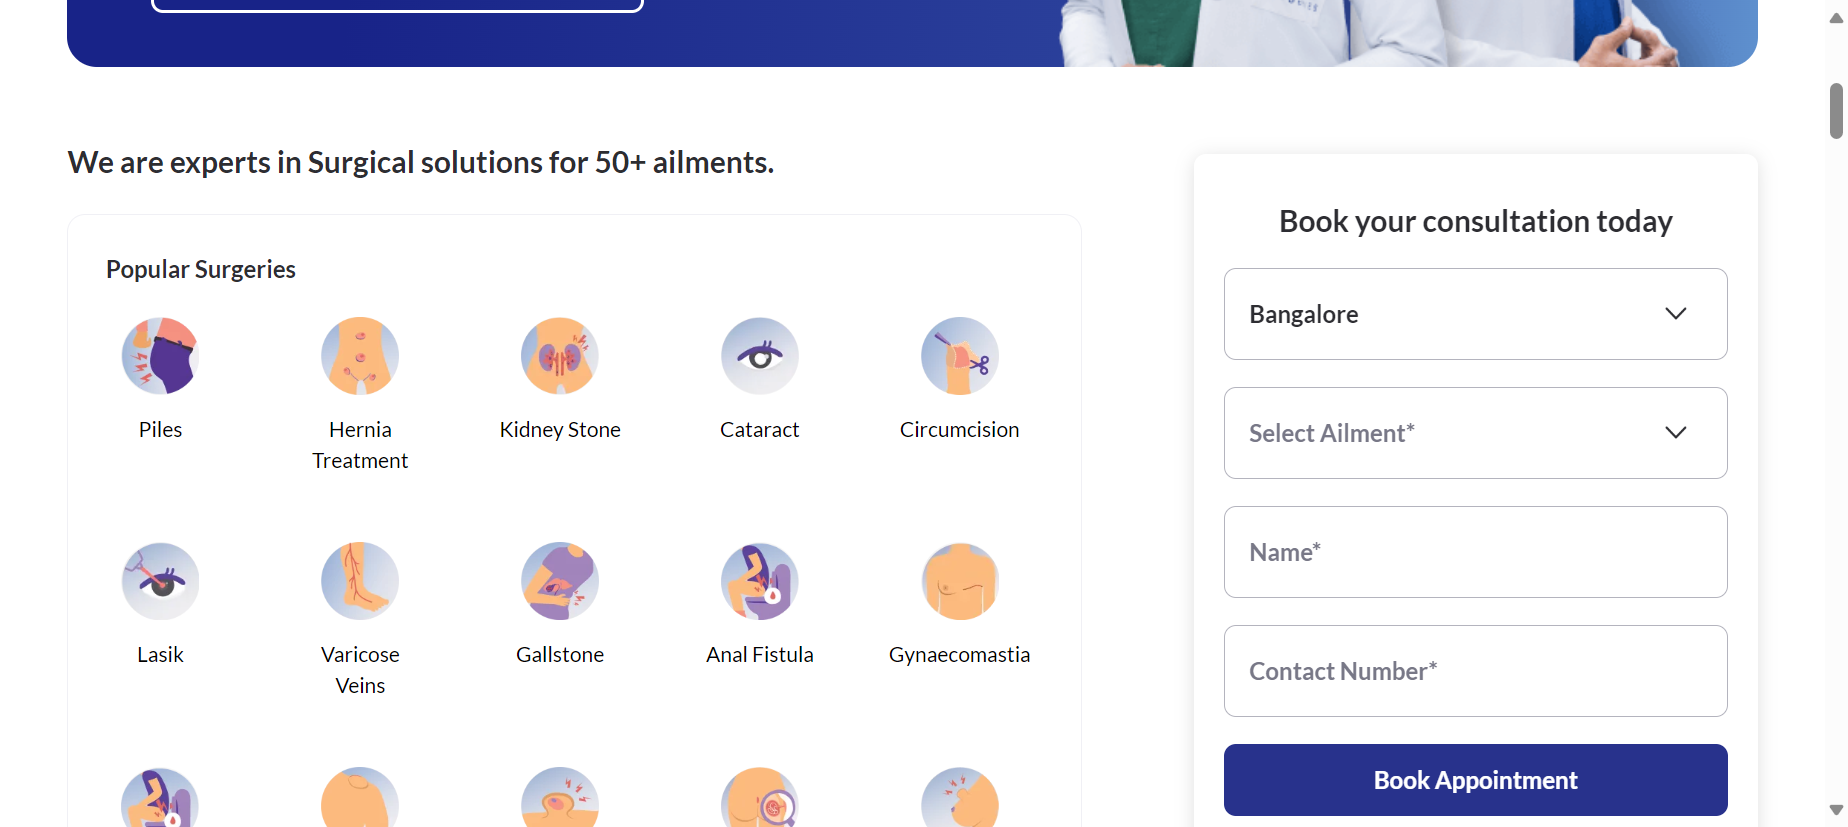 We are experts in Surgical solutions for 50+ ailments.
Popular Surgeries
Piles
Hernia
Treatment
Kidney Stone
Cataract
Circumcision
Lasik
Varicose
Veins
Gallstone
Anal Fistula
Gynaecomastia
Book your consultation today
Bangalore
Select Ailment*
Name*
Contact Number*
Book Appointment